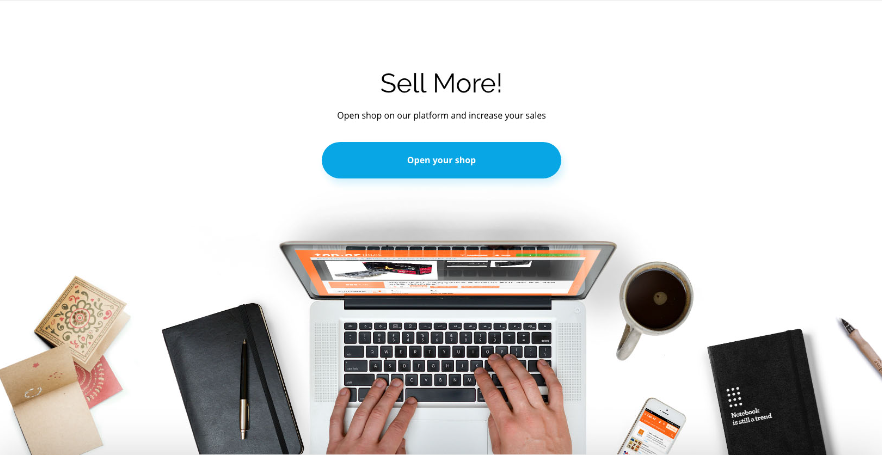 Sell More!
Open shop on our platform and increase your sales
Open your shop
Notebook
is still a trend